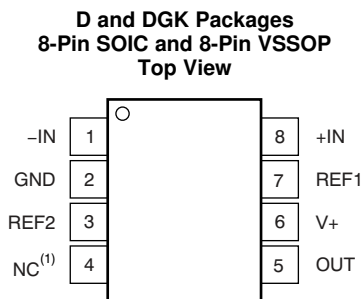 D and DGK Packages
8-Pin SOIC and 8-Pin VSSOP
Top View
−IN 1 8 +IN
GND 2 7 REF1
REF2 3 6 V+
NC(1) 4 5 OUT